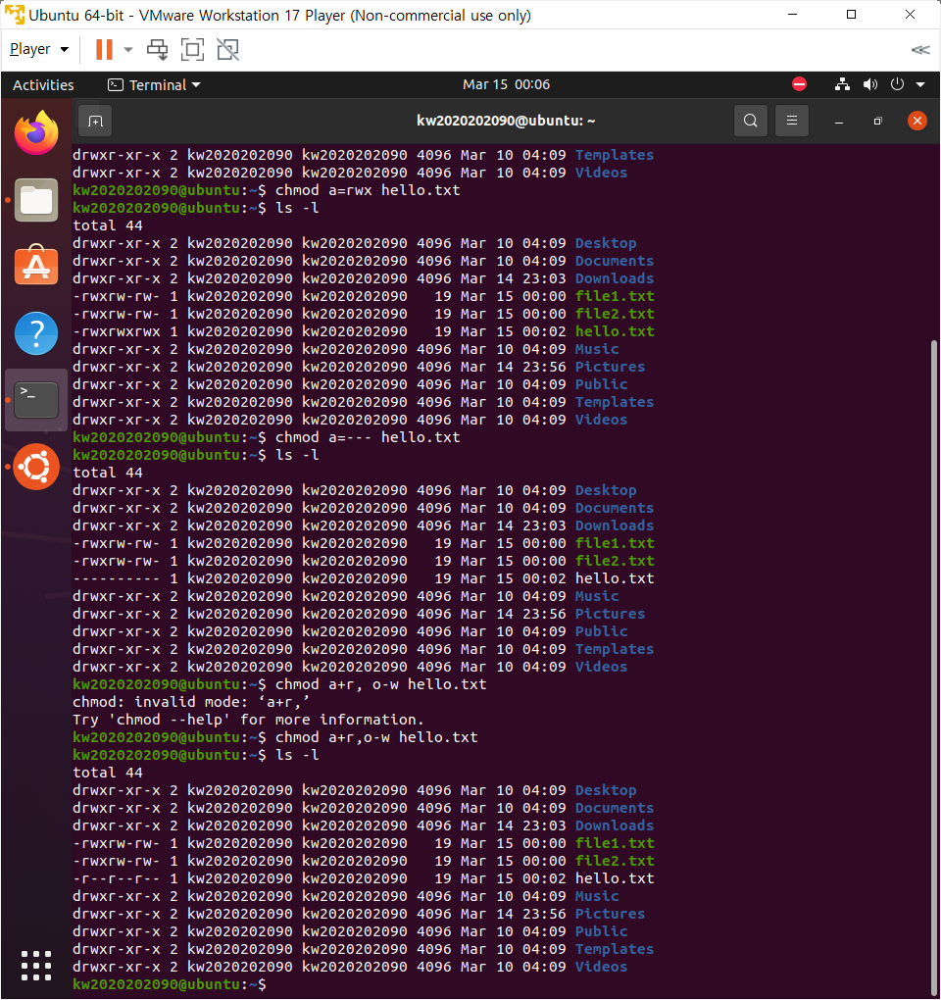 Ubuntu 64-bit - VMware Workstation 17 Player (Non-commercial use only)
Player
Activities Terminal Mar 15 00:06
kw2020202090@ubuntu: ~
drwxr-xr-x 2 kw2020202090 kw2020202090 4096 Mar 10 04:09 Templates
drwxr-xr-x 2 kw2020202090 kw2020202090 4096 Mar 10 04:09 Videos
kw2020202090@ubuntu:~$ chmod a=rwx hello.txt
kw2020202090@ubuntu:~$ ls -l
total 44
drwxr-xr-x 2 kw2020202090 kw2020202090 4096 Mar 10 04:09 Desktop
drwxr-xr-x 2 kw2020202090 kw2020202090 4096 Mar 10 04:09 Documents
drwxr-xr-x 2 kw2020202090 kw2020202090 4096 Mar 14 23:03 Downloads
-rwxrw-rw- 1 kw2020202090 kw2020202090   19 Mar 15 00:00 file1.txt
-rwxrw-rw- 1 kw2020202090 kw2020202090   19 Mar 15 00:00 file2.txt
-rwxrwxrwx 1 kw2020202090 kw2020202090   19 Mar 15 00:02 hello.txt
drwxr-xr-x 2 kw2020202090 kw2020202090 4096 Mar 10 04:09 Music
drwxr-xr-x 2 kw2020202090 kw2020202090 4096 Mar 14 23:56 Pictures
drwxr-xr-x 2 kw2020202090 kw2020202090 4096 Mar 10 04:09 Public
drwxr-xr-x 2 kw2020202090 kw2020202090 4096 Mar 10 04:09 Templates
drwxr-xr-x 2 kw2020202090 kw2020202090 4096 Mar 10 04:09 Videos
kw2020202090@ubuntu:~$ chmod a=--- hello.txt
kw2020202090@ubuntu:~$ ls -l
total 44
drwxr-xr-x 2 kw2020202090 kw2020202090 4096 Mar 10 04:09 Desktop
drwxr-xr-x 2 kw2020202090 kw2020202090 4096 Mar 10 04:09 Documents
drwxr-xr-x 2 kw2020202090 kw2020202090 4096 Mar 14 23:03 Downloads
-rwxrw-rw- 1 kw2020202090 kw2020202090   19 Mar 15 00:00 file1.txt
-rwxrw-rw- 1 kw2020202090 kw2020202090   19 Mar 15 00:00 file2.txt
---------- 1 kw2020202090 kw2020202090   19 Mar 15 00:02 hello.txt
drwxr-xr-x 2 kw2020202090 kw2020202090 4096 Mar 10 04:09 Music
drwxr-xr-x 2 kw2020202090 kw2020202090 4096 Mar 14 23:56 Pictures
drwxr-xr-x 2 kw2020202090 kw2020202090 4096 Mar 10 04:09 Public
drwxr-xr-x 2 kw2020202090 kw2020202090 4096 Mar 10 04:09 Templates
drwxr-xr-x 2 kw2020202090 kw2020202090 4096 Mar 10 04:09 Videos
kw2020202090@ubuntu:~$ chmod a+r, o-w hello.txt
chmod: invalid mode: ‘a+r,’
Try 'chmod --help' for more information.
kw2020202090@ubuntu:~$ chmod a+r,o-w hello.txt
kw2020202090@ubuntu:~$ ls -l
total 44
drwxr-xr-x 2 kw2020202090 kw2020202090 4096 Mar 10 04:09 Desktop
drwxr-xr-x 2 kw2020202090 kw2020202090 4096 Mar 10 04:09 Documents
drwxr-xr-x 2 kw2020202090 kw2020202090 4096 Mar 14 23:03 Downloads
-rwxrw-rw- 1 kw2020202090 kw2020202090   19 Mar 15 00:00 file1.txt
-rwxrw-rw- 1 kw2020202090 kw2020202090   19 Mar 15 00:00 file2.txt
-r--r--r-- 1 kw2020202090 kw2020202090   19 Mar 15 00:02 hello.txt
drwxr-xr-x 2 kw2020202090 kw2020202090 4096 Mar 10 04:09 Music
drwxr-xr-x 2 kw2020202090 kw2020202090 4096 Mar 14 23:56 Pictures
drwxr-xr-x 2 kw2020202090 kw2020202090 4096 Mar 10 04:09 Public
drwxr-xr-x 2 kw2020202090 kw2020202090 4096 Mar 10 04:09 Templates
drwxr-xr-x 2 kw2020202090 kw2020202090 4096 Mar 10 04:09 Videos
kw2020202090@ubuntu:~$